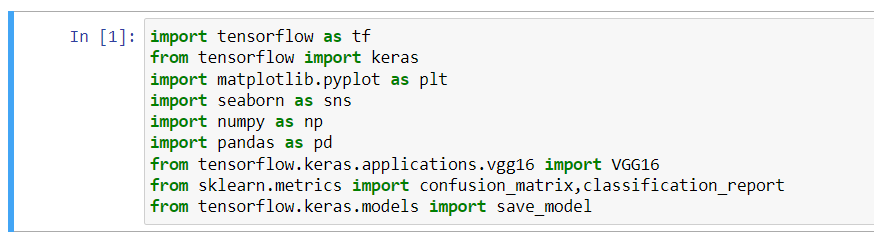 In [1]: import tensorflow as tf
from tensorflow import keras
import matplotlib.pyplot as plt
import seaborn as sns
import numpy as np
import pandas as pd
from tensorflow.keras.applications.vgg16 import VGG16
from sklearn.metrics import confusion_matrix,classification_report
from tensorflow.keras.models import save_model